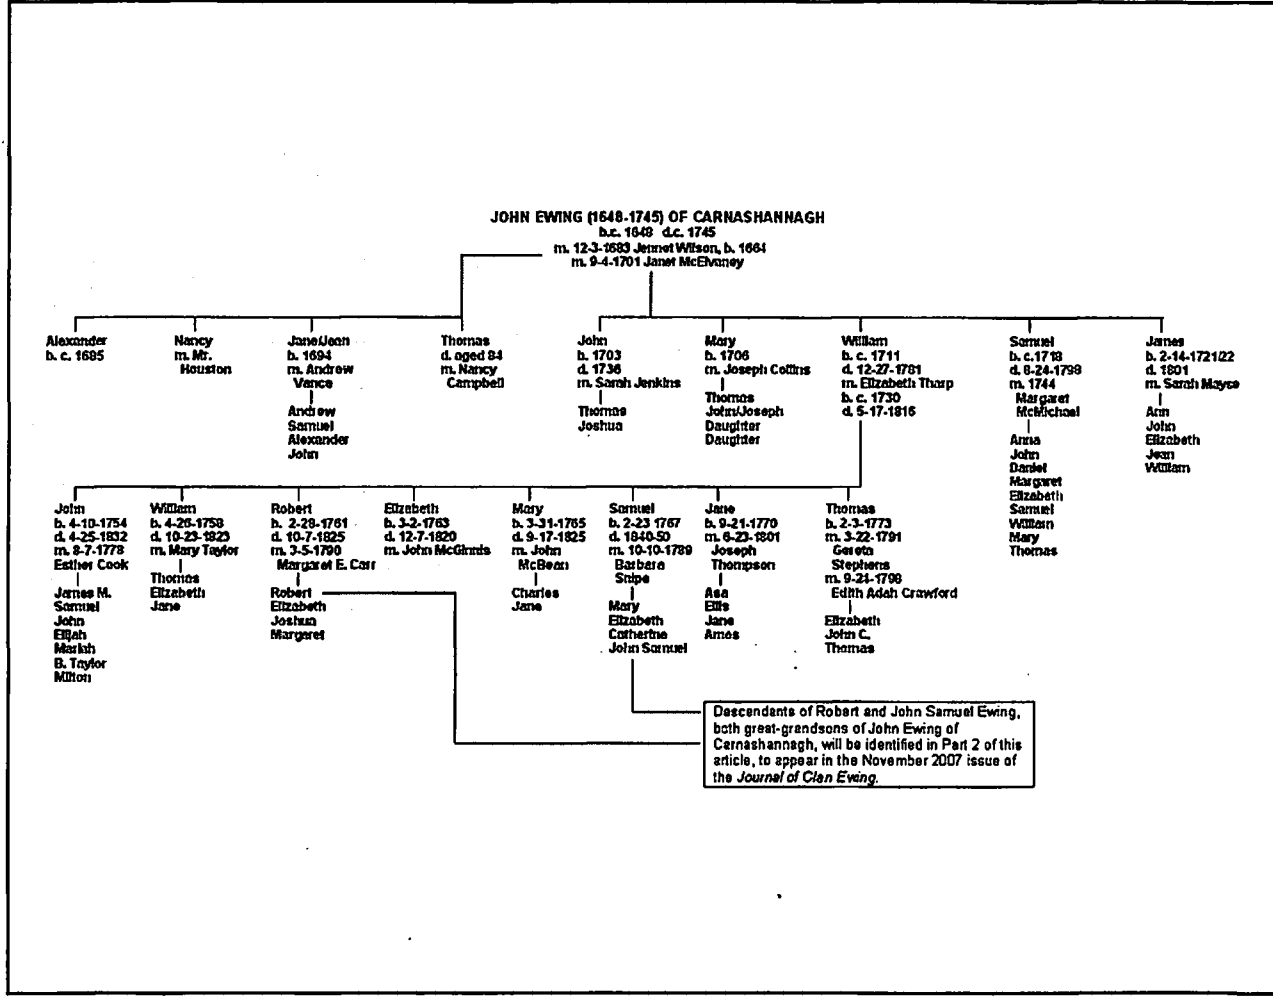 JOHN EWING (1648-1745) OF CARNASHANNAGH
b.c. 1648 d.c. 1745
m. 12-3-1683 Jennet Wilson, b. 1664
m. 9-4-1701 Janet McElvaney
Alexander
b. c. 1685
Nancy
m. Mr.
Houston
Jane/Jean
b. 1694
m. Andrew
Vance
Andrew
Samuel
Alexander
John
Thomas
d. aged 84
m. Nancy
Campbell
John
b. 1703
d. 1736
m. Sarah Jenkins
Thomas
Joshua
Mary
b. 1706
m. Joseph Collins
Thomas
John/Joseph
Daughter
Daughter
William
b. c. 1711
d. 12-27-1781
m. Elizabeth Tharp
b. c. 1730
d. 5-17-1816
Samuel
b. c.1718
d. 8-24-1798
m. 1744
Margaret
McMichael
Anna
John
Daniel
Margaret
Elizabeth
Samuel
William
Mary
Thomas
James
b. 2-14-1721/22
d. 1801
m. Sarah Mayse
Ann
John
Elizabeth
Jean
William
John
b. 4-10-1754
d. 4-25-1832
m. 8-7-1778
Esther Cook
James M.
Samuel
John
Elijah
Mariah
B. Taylor
Milton
William
b. 4-26-1758
d. 10-23-1823
m. Mary Taylor
Thomas
Elizabeth
Jane
Robert
b. 2-28-1761
d. 10-7-1825
m. 3-5-1790
Margaret E. Carr
Robert
Elizabeth
Joshua
Margaret
Elizabeth
b. 3-2-1763
d. 12-7-1820
m. John McGinnis
Mary
b. 3-31-1765
d. 9-17-1825
m. John
McBean
Charles
Jane
Samuel
b. 2-23 1767
d. 1840-50
m. 10-10-1789
Barbara
Snipe
Mary
Elizabeth
Catherine
John Samuel
Jane
b. 9-21-1770
m. 6-23-1801
Joseph
Thompson
Asa
Ellis
Jane
Amos
Thomas
b. 2-3-1773
m. 3-22-1791
Gereta
Stephens
m. 9-24-1798
Edith Adah Crawford
Elizabeth
John C.
Thomas
Descendants of Robert and John Samuel Ewing,
both great-grandsons of John Ewing of
Carnashannagh, will be identified in Part 2 of this
article, to appear in the November 2007 issue of
the Journal of Clan Ewing.